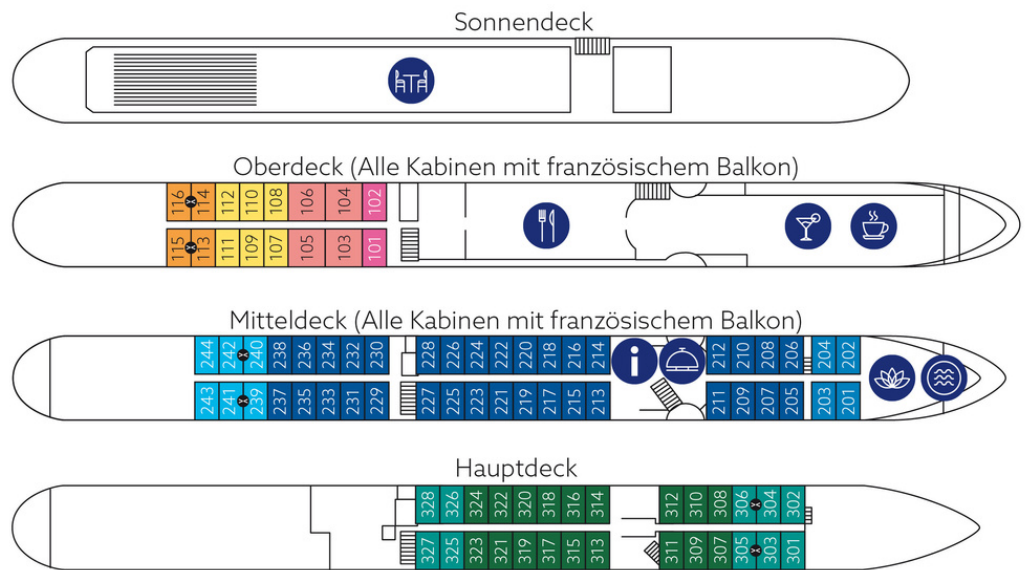 Sonnendeck
Oberdeck (Alle Kabinen mit französischem Balkon)
116 114 112 110 108 106 104 102
115 113 111 109 107 105 103 101
Mitteldeck (Alle Kabinen mit französischem Balkon)
244 242 240 238 236 234 232 230 228 226 224 222 220 218 216 214 i 212 210 208 206 204 202
243 241 239 237 235 233 231 229 227 225 223 221 219 217 215 213 211 209 207 205 203 201
Hauptdeck
328 326 324 322 320 318 316 314 312 310 308 306 304 302
327 325 323 321 319 317 315 313 311 309 307 305 303 301